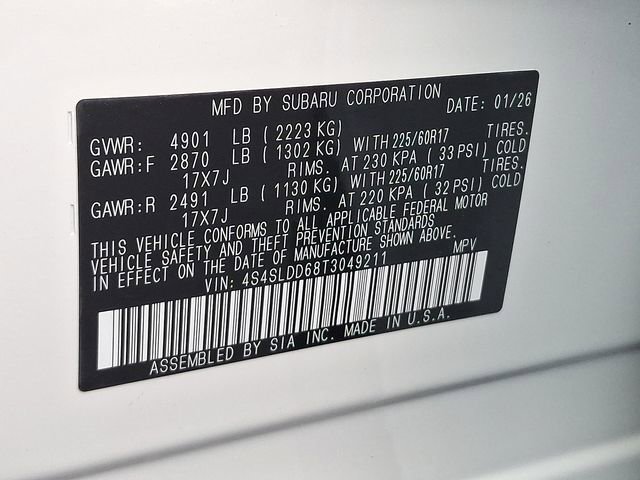 MFD BY SUBARU CORPORATION DATE: 01/26
GVWR: 4901 LB (2223 KG)
GAWR:F 2870 LB (1302 KG) WITH 225/60R17 TIRES.
17X7J RIMS. AT 230 KPA (33 PSI) COLD
GAWR:R 2491 LB (1130 KG) WITH 225/60R17 TIRES.
17X7J RIMS. AT 220 KPA (32 PSI) COLD
THIS VEHICLE CONFORMS TO ALL APPLICABLE FEDERAL MOTOR
VEHICLE SAFETY AND THEFT PREVENTION STANDARDS
IN EFFECT ON THE DATE OF MANUFACTURE SHOWN ABOVE.
VIN: 4S4SLDD68T3049211 MPV
ASSEMBLED BY SIA INC. MADE IN U.S.A.